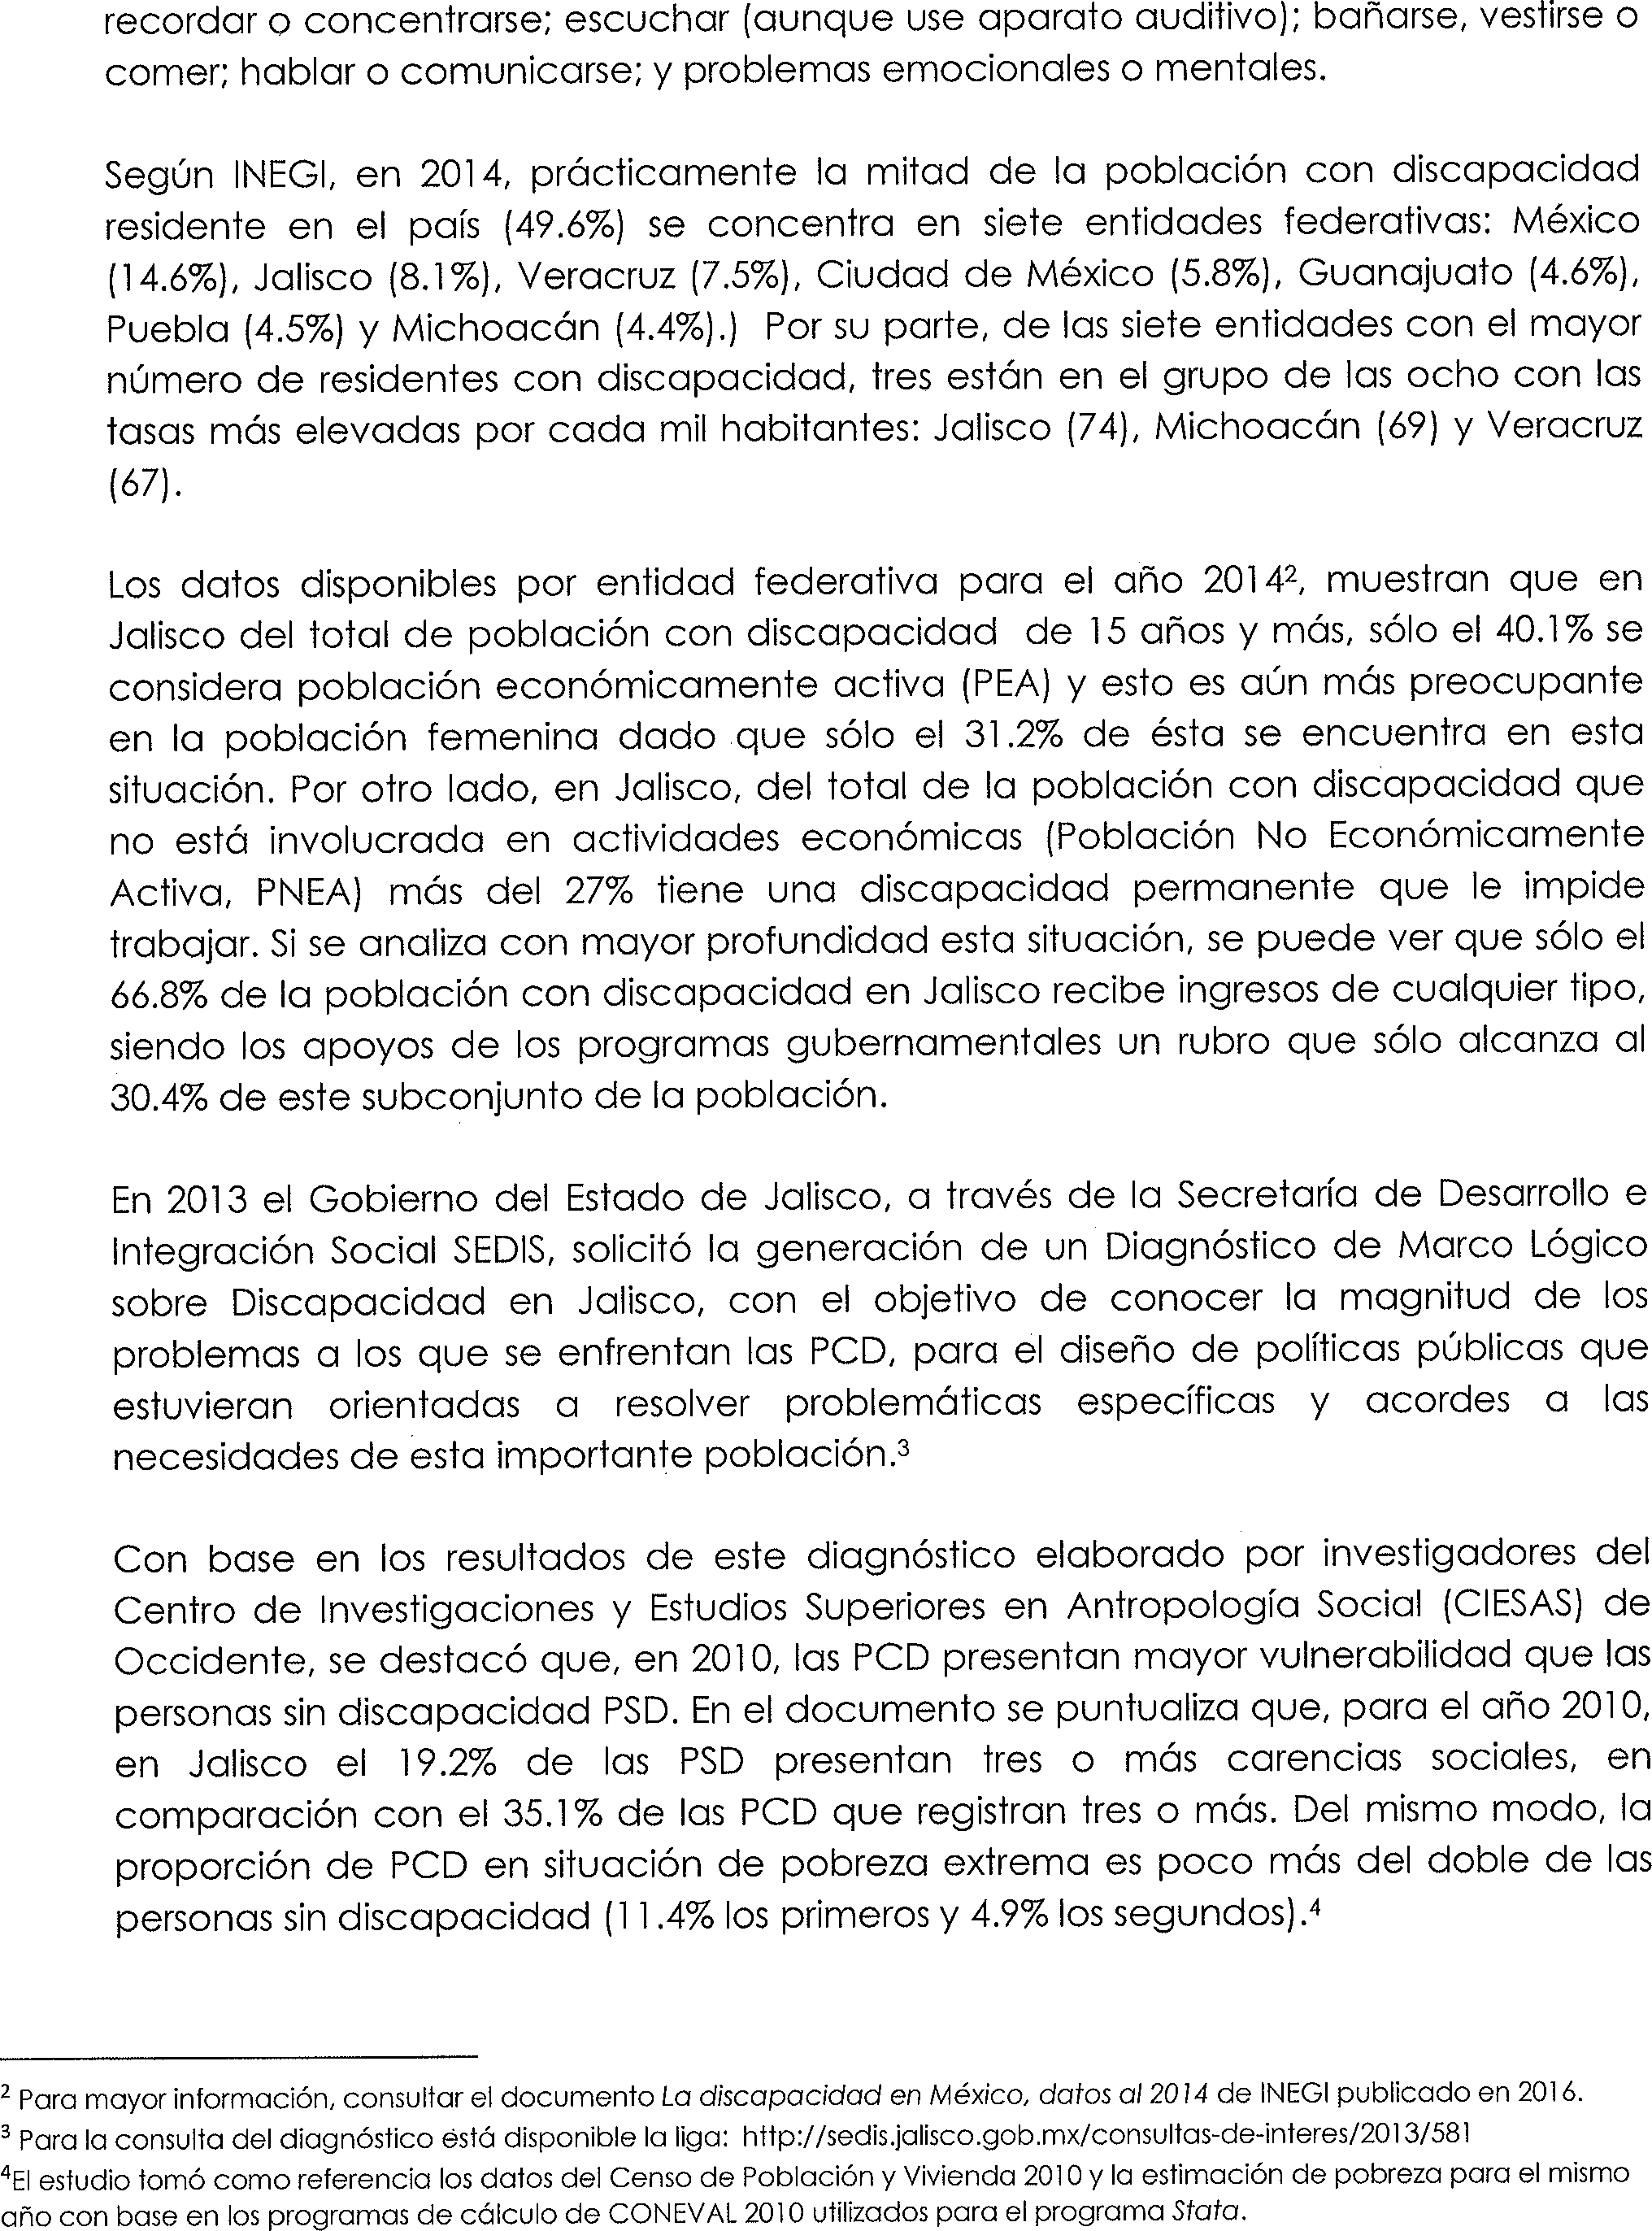 recordar o concentrarse; escuchar (aunque use aparato auditivo); bañarse, vestirse o
comer; hablar o comunicarse; y problemas emocionales o mentales.
Según INEGI, en 2014, prácticamente la mitad de la población con discapacidad
residente en el país (49.6%) se concentra en siete entidades federativas: México
(14.6%), Jalisco (8.1%), Veracruz (7.5%), Ciudad de México (5.8%), Guanajuato (4.6%),
Puebla (4.5%) y Michoacán (4.4%).) Por su parte, de las siete entidades con el mayor
número de residentes con discapacidad, tres están en el grupo de las ocho con las
tasas más elevadas por cada mil habitantes: Jalisco (74), Michoacán (69) y Veracruz
(67).
Los datos disponibles por entidad federativa para el año 2014², muestran que en
Jalisco del total de población con discapacidad de 15 años y más, sólo el 40.1% se
considera población económicamente activa (PEA) y esto es aún más preocupante
en la población femenina dado que sólo el 31.2% de ésta se encuentra en esta
situación. Por otro lado, en Jalisco, del total de la población con discapacidad que
no está involucrada en actividades económicas (Población No Económicamente
Activa, PNEA) más del 27% tiene una discapacidad permanente que le impide
trabajar. Si se analiza con mayor profundidad esta situación, se puede ver que sólo el
66.8% de la población con discapacidad en Jalisco recibe ingresos de cualquier tipo,
siendo los apoyos de los programas gubernamentales un rubro que sólo alcanza al
30.4% de este subconjunto de la población.
En 2013 el Gobierno del Estado de Jalisco, a través de la Secretaría de Desarrollo e
Integración Social SEDIS, solicitó la generación de un Diagnóstico de Marco Lógico
sobre Discapacidad en Jalisco, con el objetivo de conocer la magnitud de los
problemas a los que se enfrentan las PCD, para el diseño de políticas públicas que
estuvieran orientadas a resolver problemáticas específicas y acordes a las
necesidades de esta importante población.³
Con base en los resultados de este diagnóstico elaborado por investigadores del
Centro de Investigaciones y Estudios Superiores en Antropología Social (CIESAS) de
Occidente, se destacó que, en 2010, las PCD presentan mayor vulnerabilidad que las
personas sin discapacidad PSD. En el documento se puntualiza que, para el año 2010,
en Jalisco el 19.2% de las PSD presentan tres o más carencias sociales, en
comparación con el 35.1% de las PCD que registran tres o más. Del mismo modo, la
proporción de PCD en situación de pobreza extrema es poco más del doble de las
personas sin discapacidad (11.4% los primeros y 4.9% los segundos).⁴
² Para mayor información, consultar el documento La discapacidad en México, datos al 2014 de INEGI publicado en 2016.
³ Para la consulta del diagnóstico está disponible la liga: http://sedis.jalisco.gob.mx/consultas-de-interes/2013/581
⁴El estudio tomó como referencia los datos del Censo de Población y Vivienda 2010 y la estimación de pobreza para el mismo
año con base en los programas de cálculo de CONEVAL 2010 utilizados para el programa Stata.